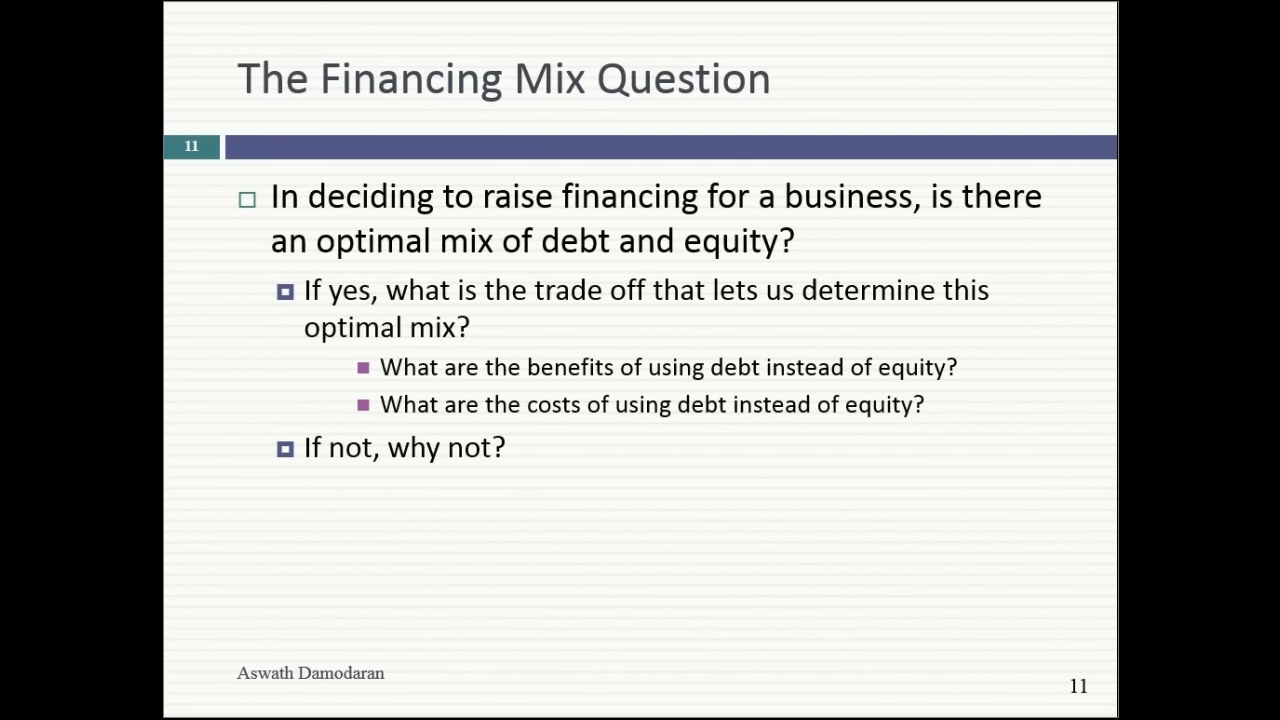 The Financing Mix Question
11
In deciding to raise financing for a business, is there
an optimal mix of debt and equity?
If yes, what is the trade off that lets us determine this
optimal mix?
What are the benefits of using debt instead of equity?
What are the costs of using debt instead of equity?
If not, why not?
Aswath Damodaran
11